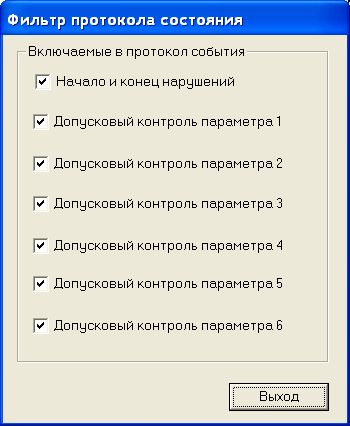 Фильтр протокола состояния
Включаемые в протокол события
Начало и конец нарушений
Допусковый контроль параметра 1
Допусковый контроль параметра 2
Допусковый контроль параметра 3
Допусковый контроль параметра 4
Допусковый контроль параметра 5
Допусковый контроль параметра 6
Выход